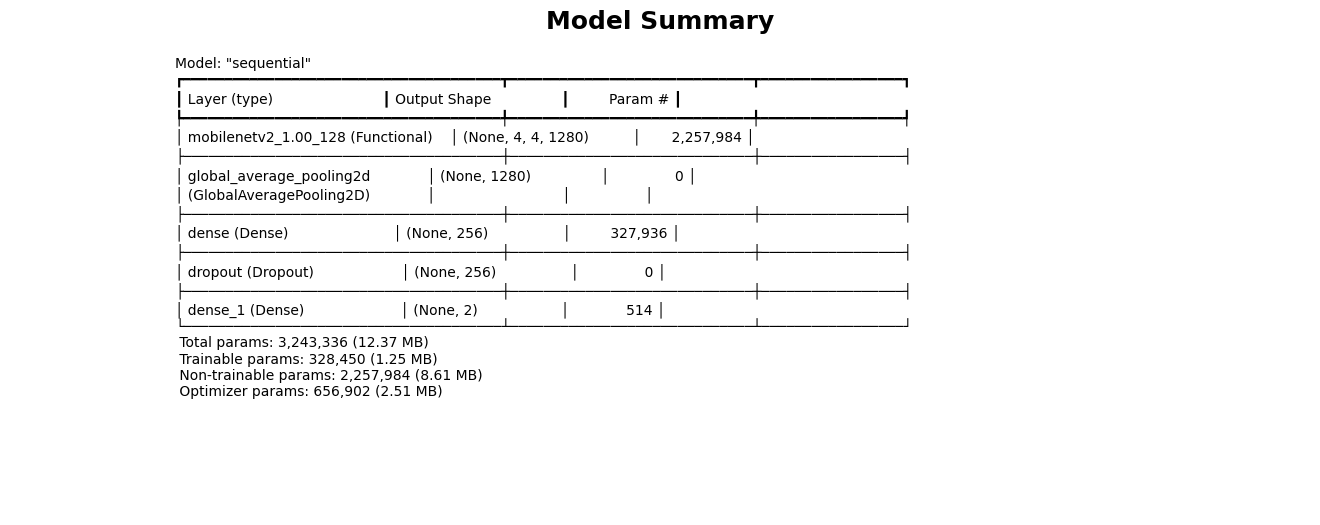 Model Summary
Model: "sequential"
Layer (type) Output Shape Param #
mobilenetv2_1.00_128 (Functional) (None, 4, 4, 1280) 2,257,984
global_average_pooling2d (None, 1280) 0
(GlobalAveragePooling2D)
dense (Dense) (None, 256) 327,936
dropout (Dropout) (None, 256) 0
dense_1 (Dense) (None, 2) 514
Total params: 3,243,336 (12.37 MB)
Trainable params: 328,450 (1.25 MB)
Non-trainable params: 2,257,984 (8.61 MB)
Optimizer params: 656,902 (2.51 MB)